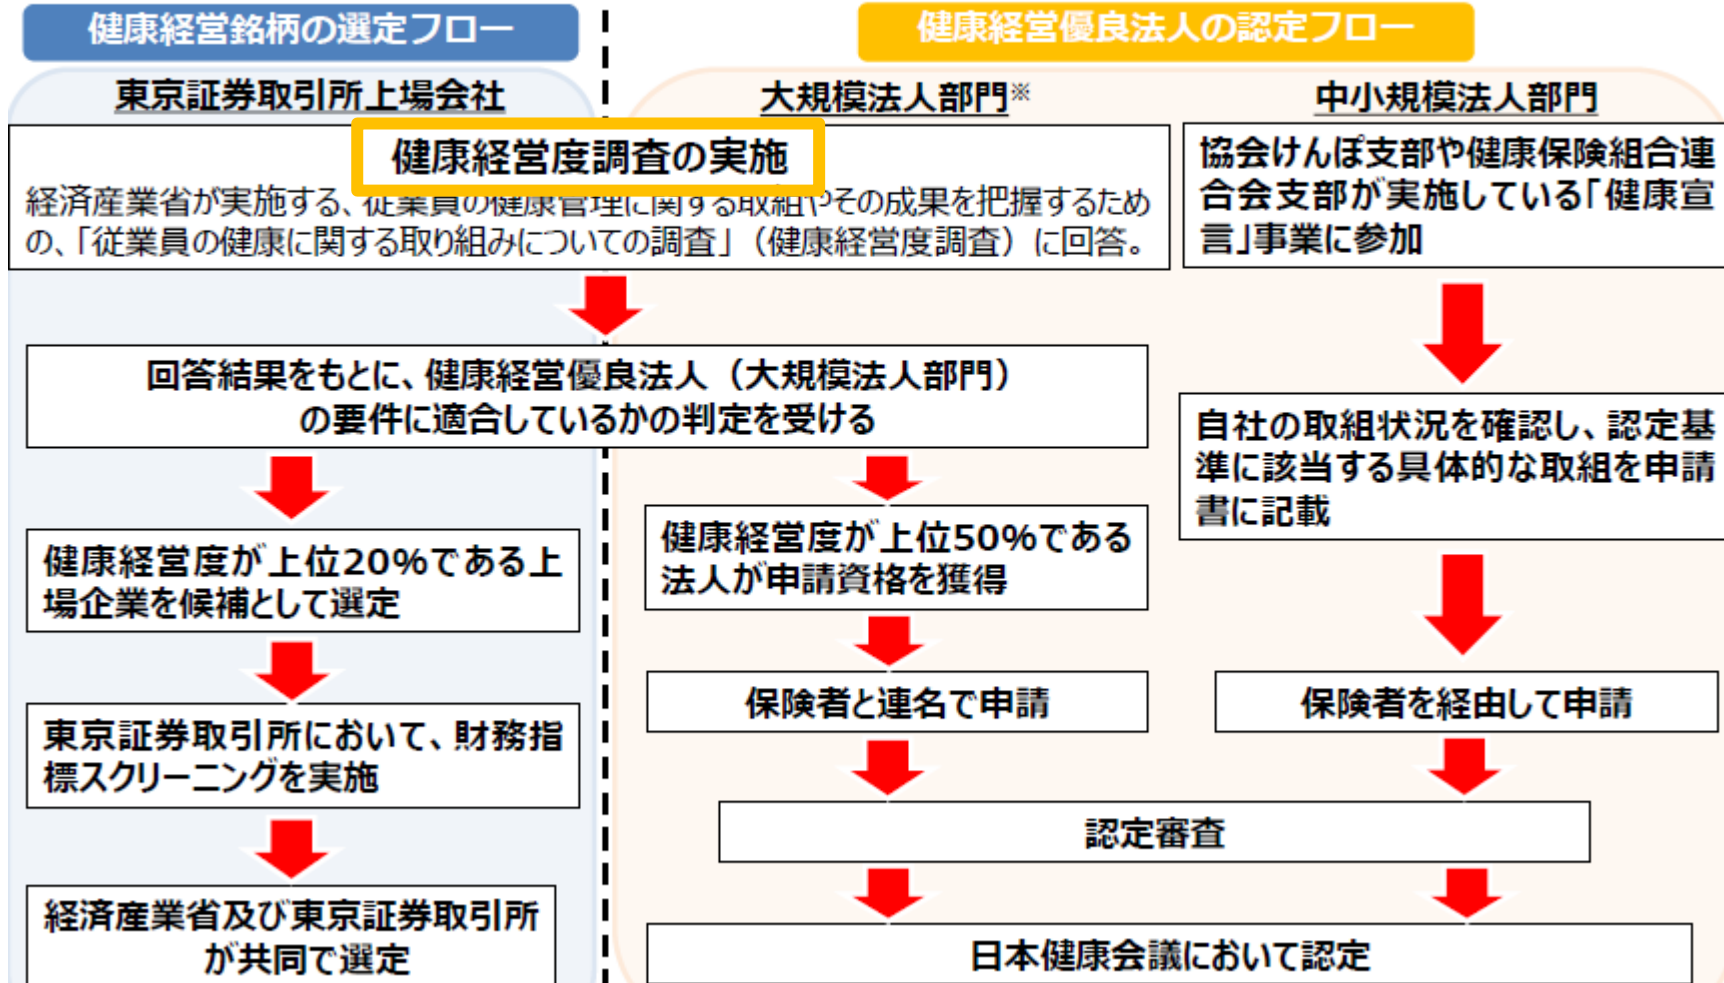 健康経営銘柄の選定フロー
健康経営優良法人の認定フロー
東京証券取引所上場会社
大規模法人部門※
中小規模法人部門
健康経営度調査の実施
経済産業省が実施する、従業員の健康管理に関する取組やその成果を把握するため
の、「従業員の健康に関する取り組みについての調査」（健康経営度調査）に回答。
協会けんぽ支部や健康保険組合連
合会支部が実施している「健康宣
言」事業に参加
回答結果をもとに、健康経営優良法人（大規模法人部門）
の要件に適合しているかの判定を受ける
自社の取組状況を確認し、認定基
準に該当する具体的な取組を申請
書に記載
健康経営度が上位20%である上
場企業を候補として選定
健康経営度が上位50%である
法人が申請資格を獲得
東京証券取引所において、財務指
標スクリーニングを実施
保険者と連名で申請
保険者を経由して申請
認定審査
経済産業省及び東京証券取引所
が共同で選定
日本健康会議において認定